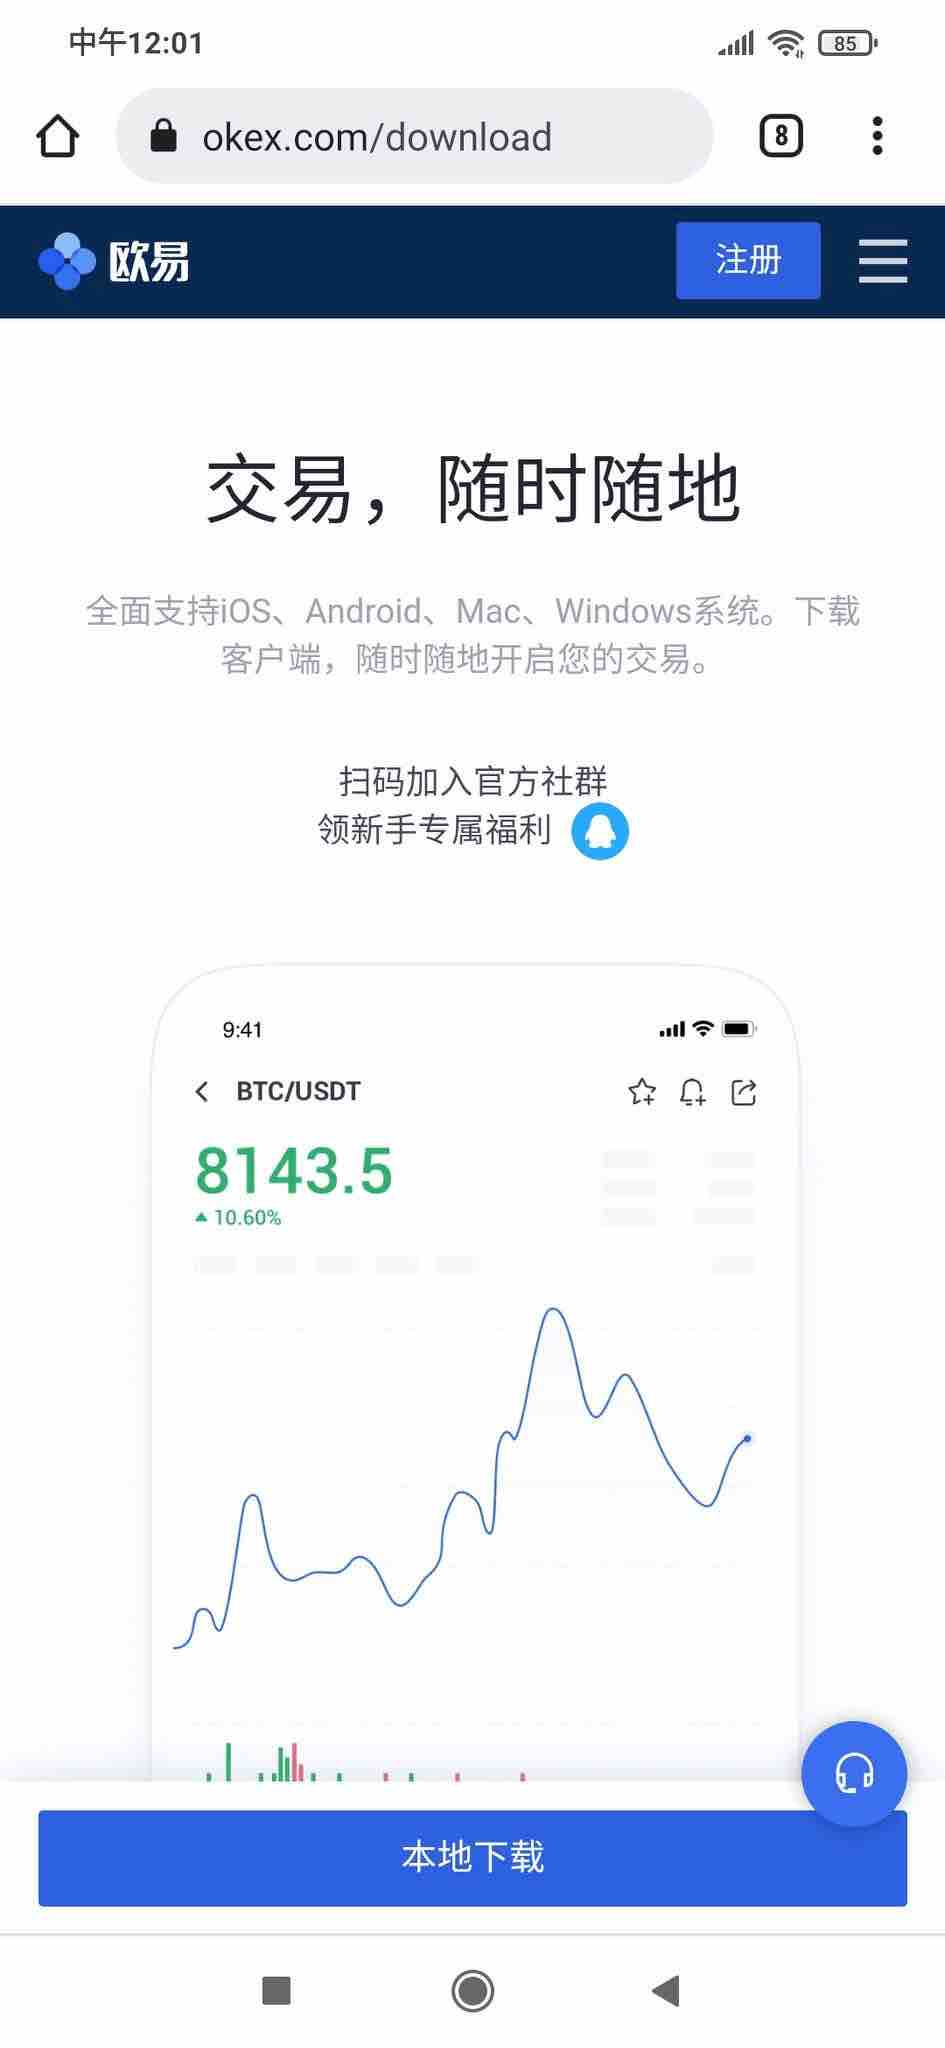 中午12:01
85
okex.com/download
8
欧易
注册
交易，随时随地
全面支持iOS、Android、Mac、Windows系统。下载
客户端，随时随地开启您的交易。
扫码加入官方社群
领新手专属福利
9:41
BTC/USDT
8143.5
10.60%
本地下载